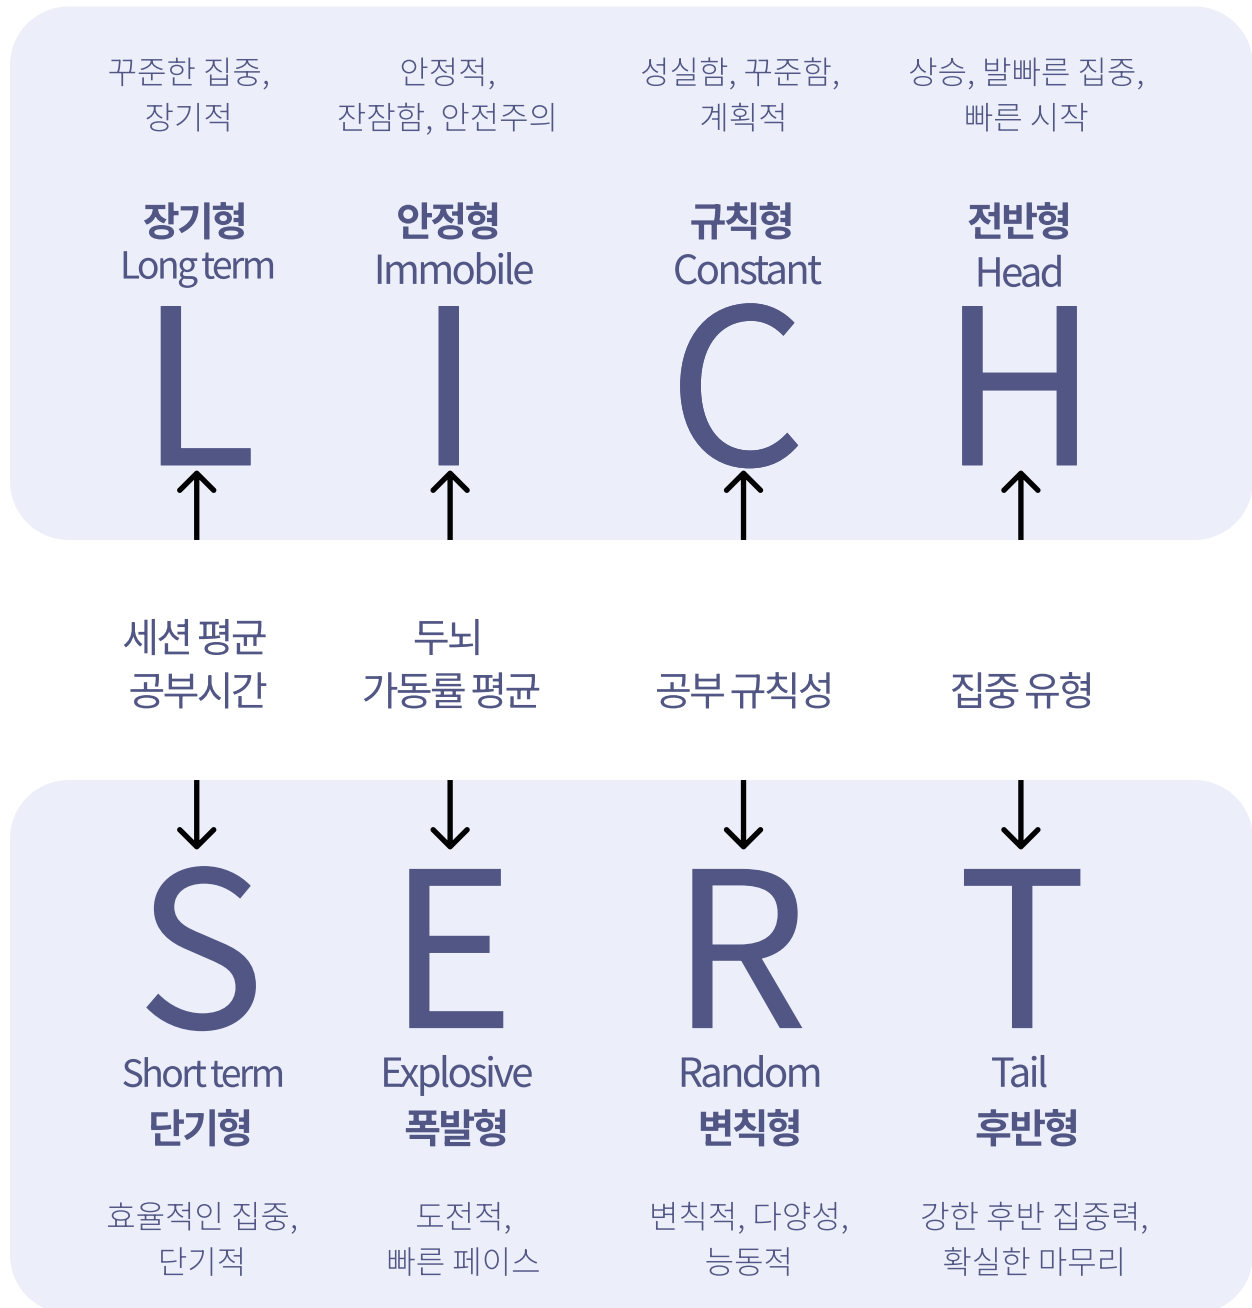 꾸준한 집중,
장기적
안정적,
잔잠함, 안전주의
성실함, 꾸준함,
계획적
상승, 발빠른 집중,
빠른 시작
장기형
Long term
L
안정형
Immobile
I
규칙형
Constant
C
전반형
Head
H
세션 평균
공부시간
두뇌
가동률 평균
공부 규칙성
집중 유형
S
Short term
단기형
E
Explosive
폭발형
R
Random
변칙형
T
Tail
후반형
효율적인 집중,
단기적
도전적,
빠른 페이스
변칙적, 다양성,
능동적
강한 후반 집중력,
확실한 마무리